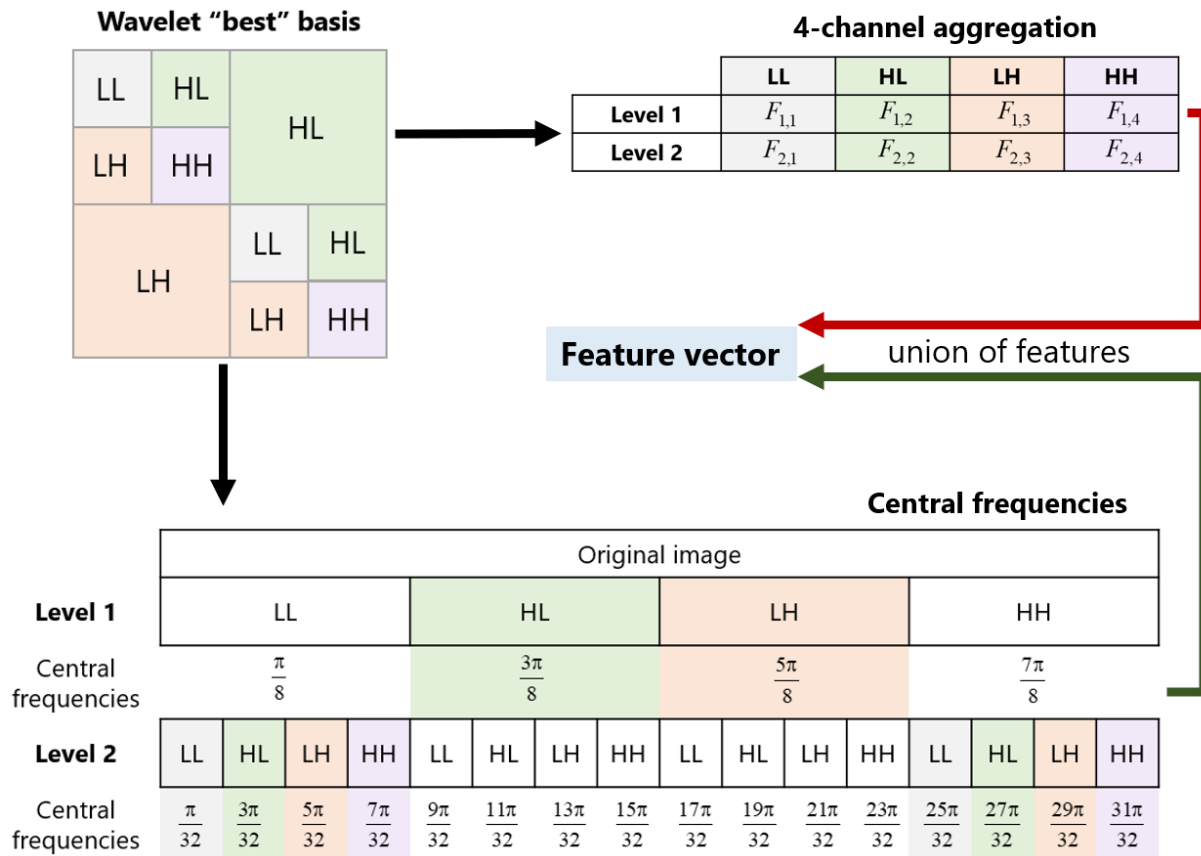 Wavelet “best” basis
LL HL HL
LH HH
LH LL HL
LH HH
4-channel aggregation
LL HL LH HH
Level 1 F1,1 F1,2 F1,3 F1,4
Level 2 F2,1 F2,2 F2,3 F2,4
Feature vector
union of features
Central frequencies
Original image
Level 1 LL HL LH HH
Central frequencies π/8 3π/8 5π/8 7π/8
Level 2 LL HL LH HH LL HL LH HH LL HL LH HH LL HL LH HH
Central frequencies π/32 3π/32 5π/32 7π/32 9π/32 11π/32 13π/32 15π/32 17π/32 19π/32 21π/32 23π/32 25π/32 27π/32 29π/32 31π/32